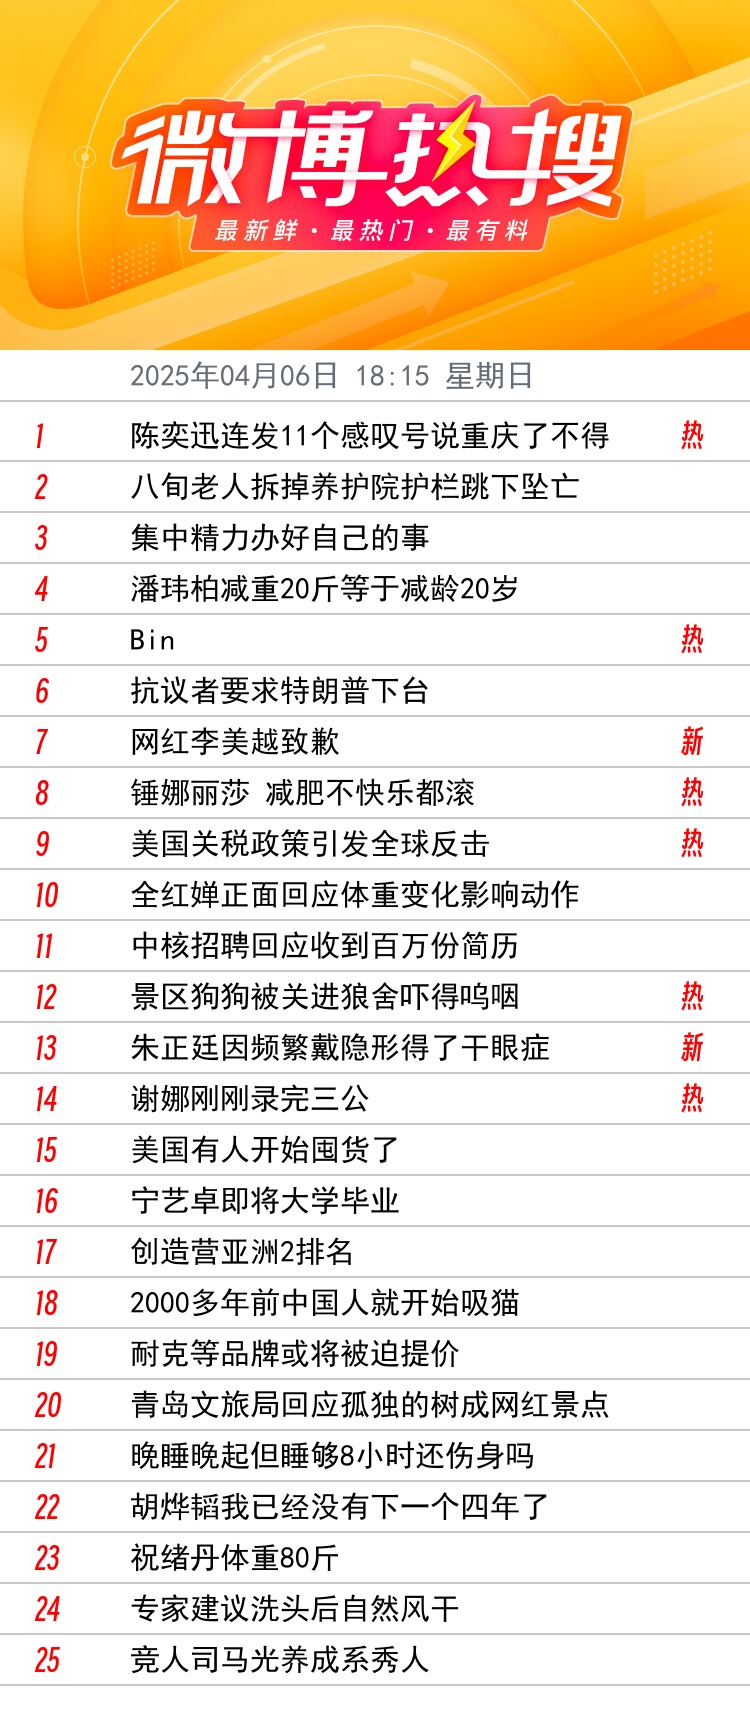 微博热搜
最新鲜·最热门·最有料
2025年04月06日 18:15 星期日
1 陈奕迅连发11个感叹号说重庆了不得 热
2 八旬老人拆掉养护院护栏跳下坠亡
3 集中精力办好自己的事
4 潘玮柏减重20斤等于减龄20岁
5 Bin 热
6 抗议者要求特朗普下台
7 网红李美越致歉 新
8 锤娜丽莎 减肥不快乐都滚 热
9 美国关税政策引发全球反击 热
10 全红婵正面回应体重变化影响动作
11 中核招聘回应收到百万份简历
12 景区狗狗被关进狼舍吓得呜咽 热
13 朱正廷因频繁戴隐形得了干眼症 新
14 谢娜刚刚录完三公 热
15 美国有人开始囤货了
16 宁艺卓即将大学毕业
17 创造营亚洲2排名
18 2000多年前中国人就开始吸猫
19 耐克等品牌或将被迫提价
20 青岛文旅局回应孤独的树成网红景点
21 晚睡晚起但睡够8小时还伤身吗
22 胡烨韬我已经没有下一个四年了
23 祝绪丹体重80斤
24 专家建议洗头后自然风干
25 竞人司马光养成系秀人